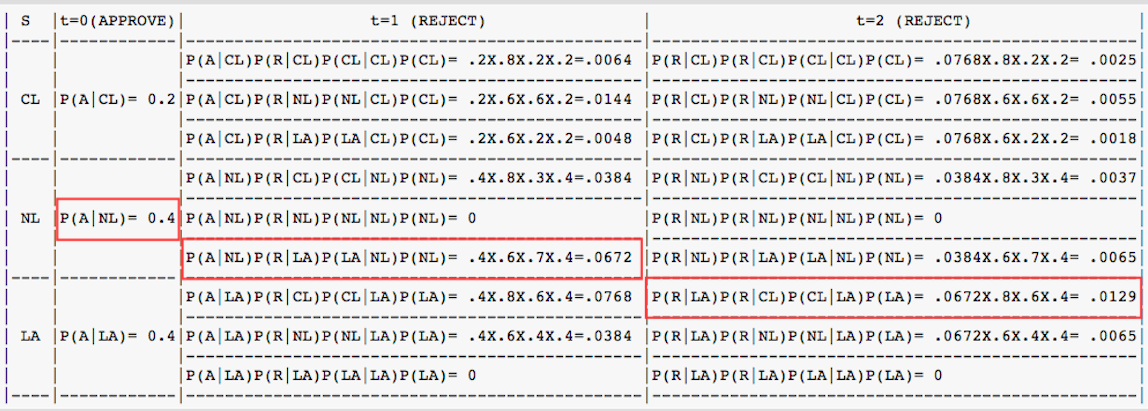 | S |t=0(APPROVE)| t=1 (REJECT) | t=2 (REJECT) |
|----|------------|----------------------------------------|------------------------------------------|
| | |P(A|CL)P(R|CL)P(CL|CL)P(CL)= .2X.8X.2X.2=.0064 |P(R|CL)P(R|CL)P(CL|CL)P(CL)= .0768X.8X.2X.2= .0025|
| CL |P(A|CL)= 0.2|P(A|CL)P(R|NL)P(NL|CL)P(CL)= .2X.6X.6X.2=.0144 |P(R|CL)P(R|NL)P(NL|CL)P(CL)= .0768X.6X.6X.2= .0055|
| | |P(A|CL)P(R|LA)P(LA|CL)P(CL)= .2X.6X.2X.2=.0048 |P(R|CL)P(R|LA)P(LA|CL)P(CL)= .0768X.6X.2X.2= .0018|
| | |P(A|NL)P(R|CL)P(CL|NL)P(NL)= .4X.8X.3X.4=.0384 |P(R|NL)P(R|CL)P(CL|NL)P(NL)= .0384X.8X.3X.4= .0037|
| NL |P(A|NL)= 0.4|P(A|NL)P(R|NL)P(NL|NL)P(NL)= 0 |P(R|NL)P(R|NL)P(NL|NL)P(NL)= 0 |
| | |P(A|NL)P(R|LA)P(LA|NL)P(NL)= .4X.6X.7X.4=.0672 |P(R|NL)P(R|LA)P(LA|NL)P(NL)= .0384X.6X.7X.4= .0065|
| | |P(A|LA)P(R|CL)P(CL|LA)P(LA)= .4X.8X.6X.4=.0768 |P(R|LA)P(R|CL)P(CL|LA)P(LA)= .0672X.8X.6X.4= .0129|
| LA |P(A|LA)= 0.4|P(A|LA)P(R|NL)P(NL|LA)P(LA)= .4X.6X.4X.4=.0384 |P(R|LA)P(R|NL)P(NL|LA)P(LA)= .0672X.6X.4X.4= .0065|
| | |P(A|LA)P(R|LA)P(LA|LA)P(LA)= 0 |P(R|LA)P(R|LA)P(LA|LA)P(LA)= 0 |